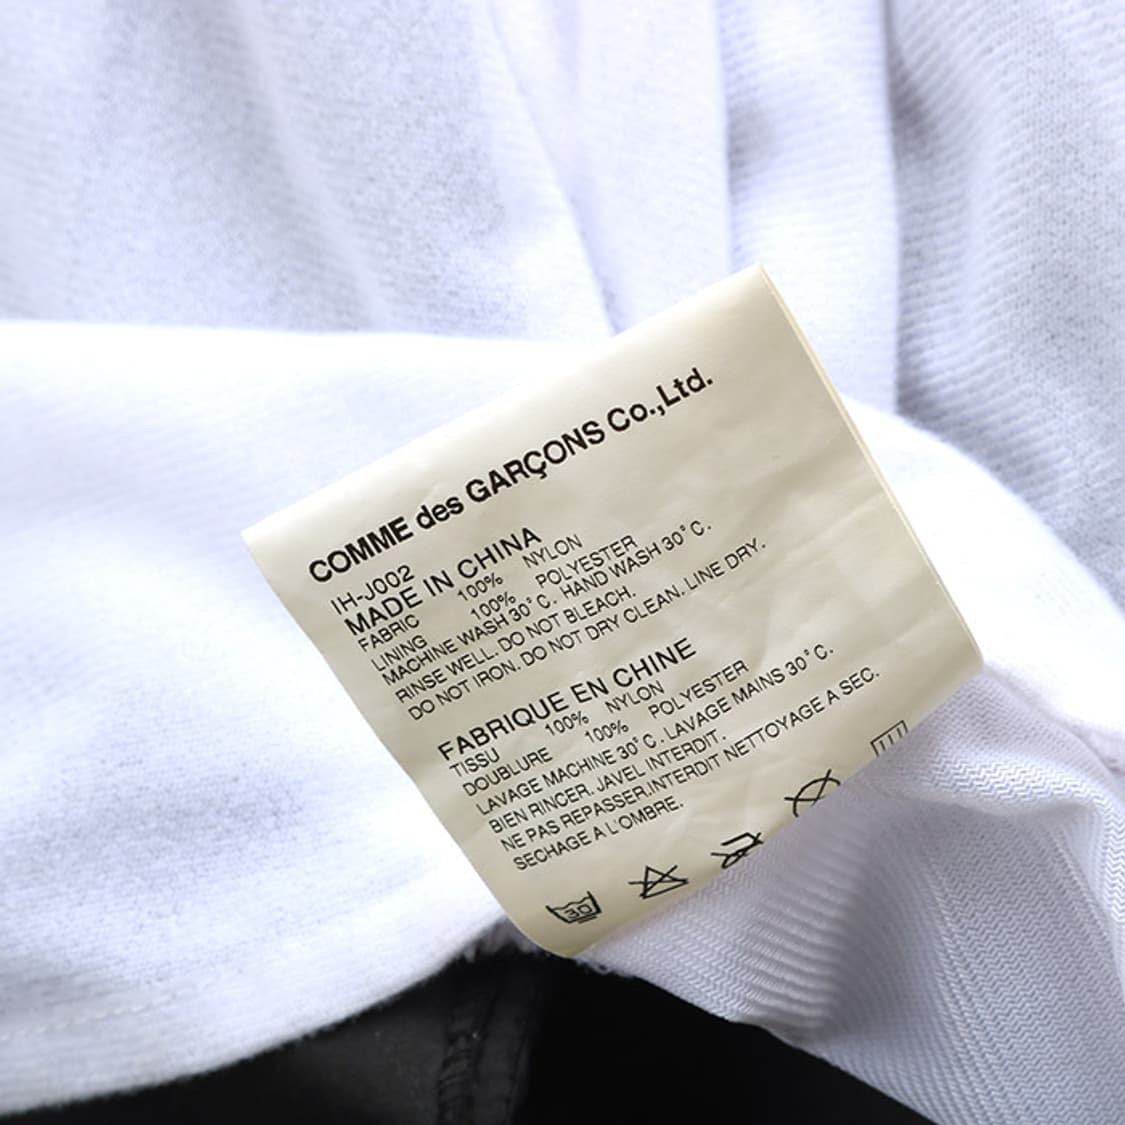 COMME des GARÇONS Co.,Ltd.
IH-J002
MADE IN CHINA
FABRIC 100% NYLON
LINING 100% POLYESTER
MACHINE WASH 30°C. HAND WASH 30°C.
RINSE WELL. DO NOT BLEACH.
DO NOT IRON. DO NOT DRY CLEAN. LINE DRY.
FABRIQUE EN CHINE
TISSU 100% NYLON
DOUBLURE 100% POLYESTER
LAVAGE MACHINE 30°C. LAVAGE MAINS 30°C.
BIEN RINCER. JAVEL INTERDIT.
NE PAS REPASSER.INTERDIT NETTOYAGE A SEC.
SECHAGE A L'OMBRE.
30